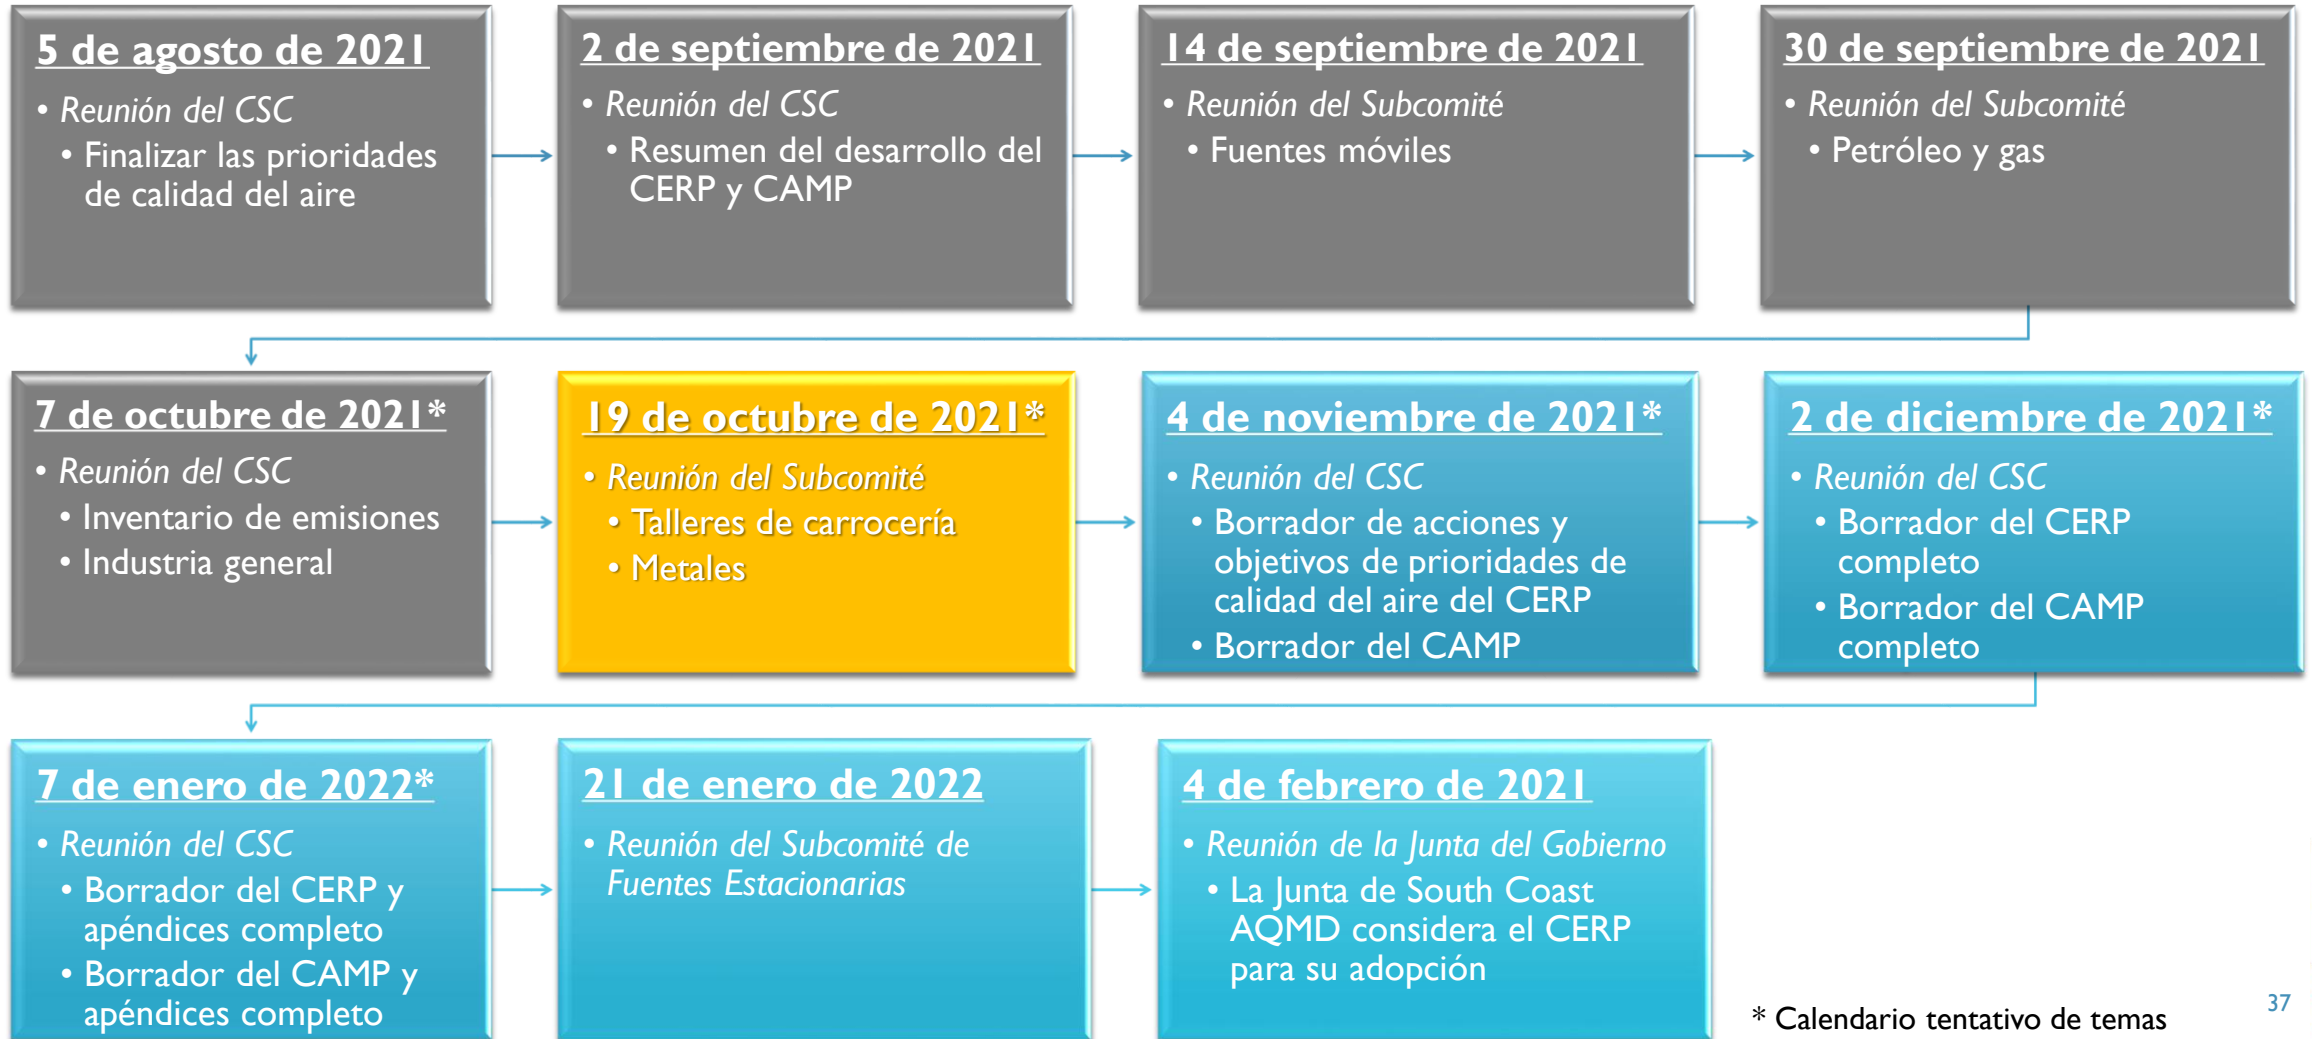 5 de agosto de 2021
• Reunión del CSC
• Finalizar las prioridades
de calidad del aire
2 de septiembre de 2021
• Reunión del CSC
• Resumen del desarrollo del
CERP y CAMP
14 de septiembre de 2021
• Reunión del Subcomité
• Fuentes móviles
30 de septiembre de 2021
• Reunión del Subcomité
• Petróleo y gas
7 de octubre de 2021*
• Reunión del CSC
• Inventario de emisiones
• Industria general
19 de octubre de 2021*
• Reunión del Subcomité
• Talleres de carrocería
• Metales
4 de noviembre de 2021*
• Reunión del CSC
• Borrador de acciones y
objetivos de prioridades de
calidad del aire del CERP
• Borrador del CAMP
2 de diciembre de 2021*
• Reunión del CSC
• Borrador del CERP
completo
• Borrador del CAMP
completo
7 de enero de 2022*
• Reunión del CSC
• Borrador del CERP y
apéndices completo
• Borrador del CAMP y
apéndices completo
21 de enero de 2022
• Reunión del Subcomité de
Fuentes Estacionarias
4 de febrero de 2021
• Reunión de la Junta del Gobierno
• La Junta de South Coast
AQMD considera el CERP
para su adopción
* Calendario tentativo de temas
37